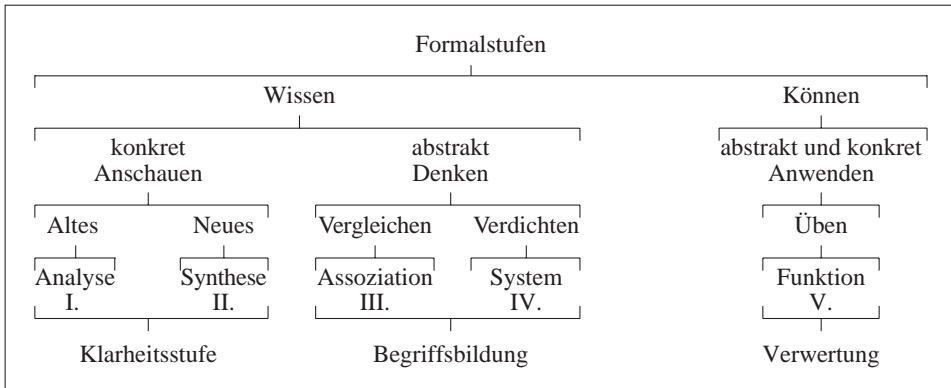 Formalstufen
Wissen Können
konkret abstrakt abstrakt und konkret
Anschauen Denken Anwenden
Altes Neues Vergleichen Verdichten Üben
Analyse Synthese Assoziation System Funktion
I. II. III. IV. V.
Klarheitsstufe Begriffsbildung Verwertung